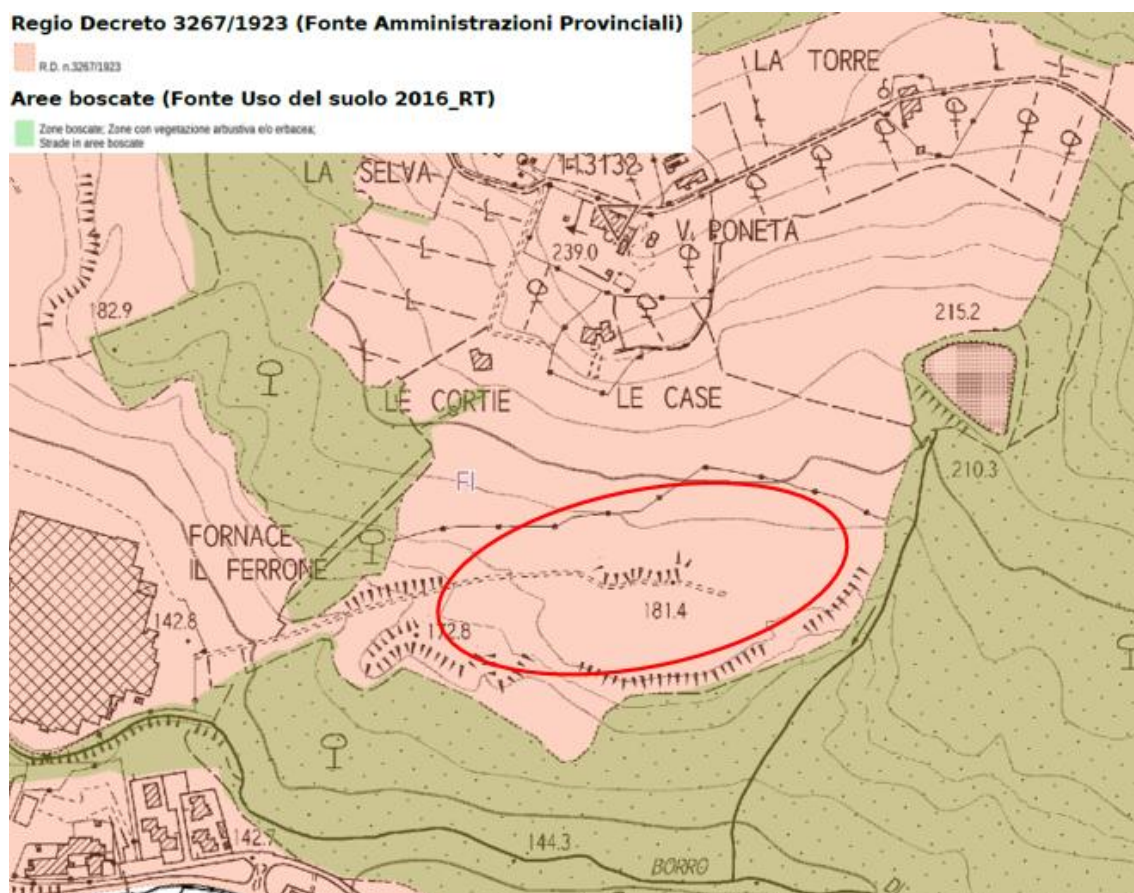 Regio Decreto 3267/1923 (Fonte Amministrazioni Provinciali)
R.D. n.3267/1923
Aree boscate (Fonte Uso del suolo 2016_RT)
Zone boscate; Zone con vegetazione arbustiva e/o erbacea;
Strade in aree boscate
LA TORRE
LA SELVA
V. PONETA
239.0
182.9
215.2
LE CORTIE
LE CASE
FI
210.3
FORNACE
IL FERRONE
142.8
172.8
181.4
142.7
144.3
BORRO
DI